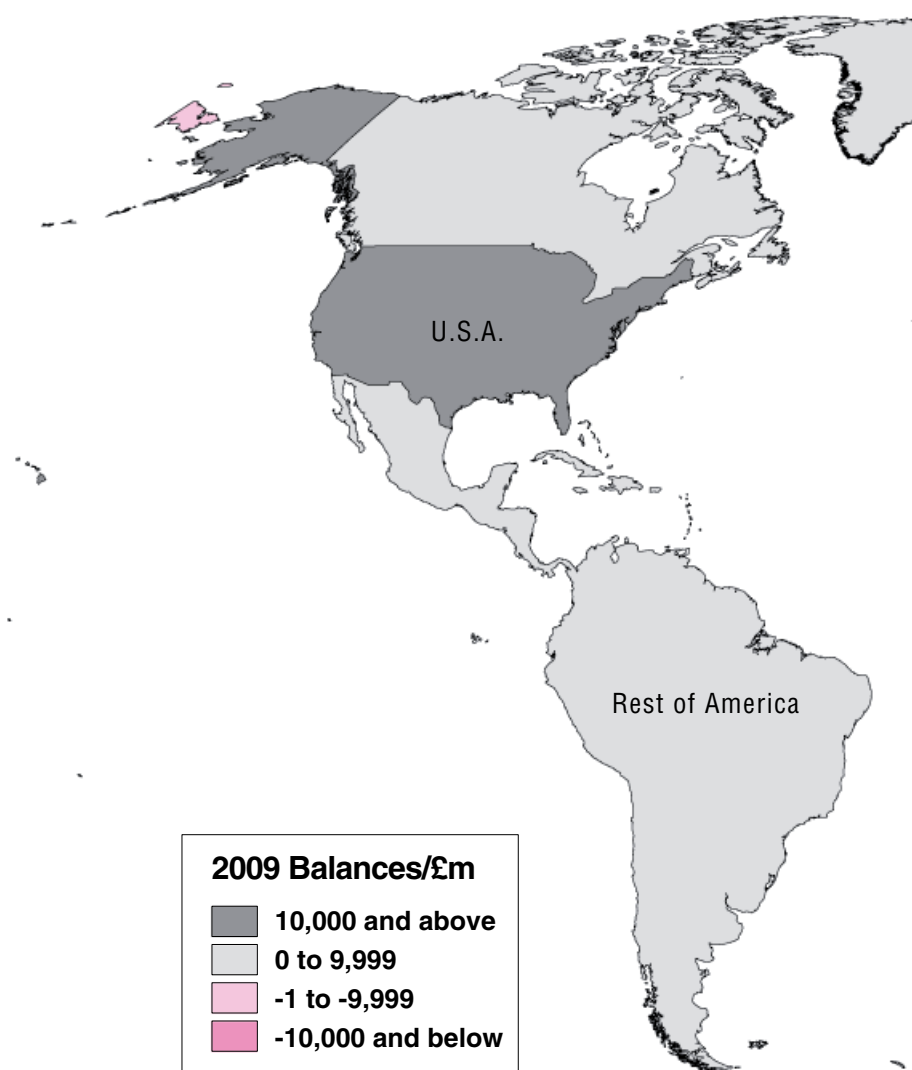 U.S.A.
Rest of America
2009 Balances/£m
10,000 and above
0 to 9,999
-1 to -9,999
-10,000 and below